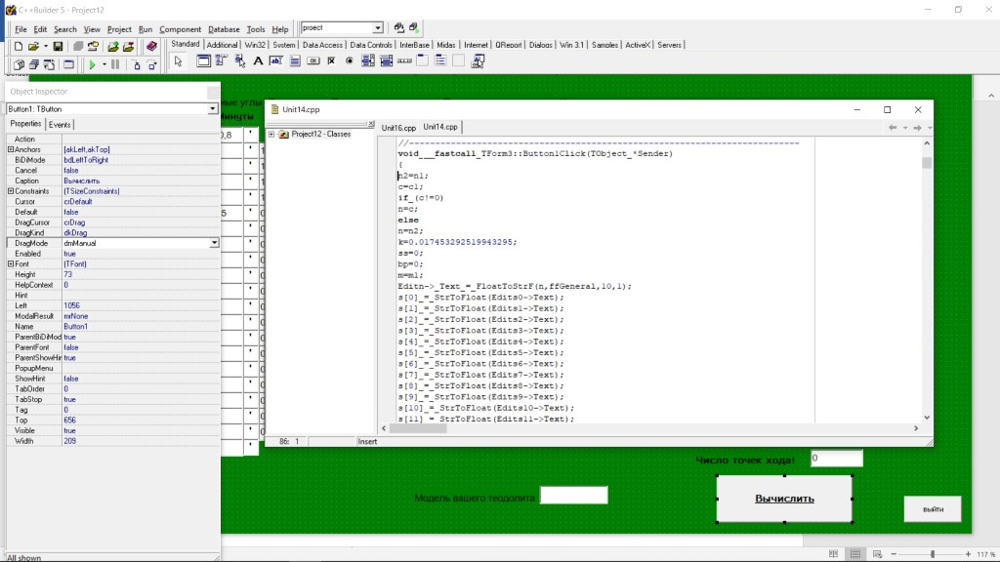 C++Builder 5 - Project12
File Edit Search View Project Run Component Database Tools Help
proect
Standard Additional Win32 System Data Access Data Controls InterBase Midas Internet QReport Dialogs Win 3.1 Samples ActiveX Servers
Object Inspector
Button1: TButton
Properties Events
Action
Anchors [akLeft,akTop]
BiDiMode bdLeftToRight
Cancel false
Caption Вычислить
Constraints (TSizeConstraints)
Cursor crDefault
Default false
DragCursor crDrag
DragKind dkDrag
DragMode dmManual
Enabled true
Font (TFont)
Height 73
HelpContext 0
Hint
Left 1056
ModalResult mrNone
Name Button1
ParentBiDiMod true
ParentFont false
ParentShowHir true
PopupMenu
ShowHint false
TabOrder 0
TabStop true
Tag 0
Top 656
Visible true
Width 209
All shown
ные углы
минуты
0,8
5
Unit14.cpp
Project12 - Classes
Unit16.cpp Unit14.cpp
//--------------------------------------------------------------------------
void___fastcall_TForm3::Button1Click(TObject_*Sender)
{
n2=n1;
c=c1;
if_(c!=0)
n=c;
else
n=n2;
k=0.017453292519943295;
ss=0;
bp=0;
m=m1;
Editn->_Text_=_FloatToStrF(n,ffGeneral,10,1);
s[0]_=_StrToFloat(Edits0->Text);
s[1]_=_StrToFloat(Edits1->Text);
s[2]_=_StrToFloat(Edits2->Text);
s[3]_=_StrToFloat(Edits3->Text);
s[4]_=_StrToFloat(Edits4->Text);
s[5]_=_StrToFloat(Edits5->Text);
s[6]_=_StrToFloat(Edits6->Text);
s[7]_=_StrToFloat(Edits7->Text);
s[8]_=_StrToFloat(Edits8->Text);
s[9]_=_StrToFloat(Edits9->Text);
s[10]_=_StrToFloat(Edits10->Text);
s[11]_=_StrToFloat(Edits11->Text);
86: 1 Insert
Число точек хода! 0
Модель вашего теодолита
Вычислить
выйти
117 %